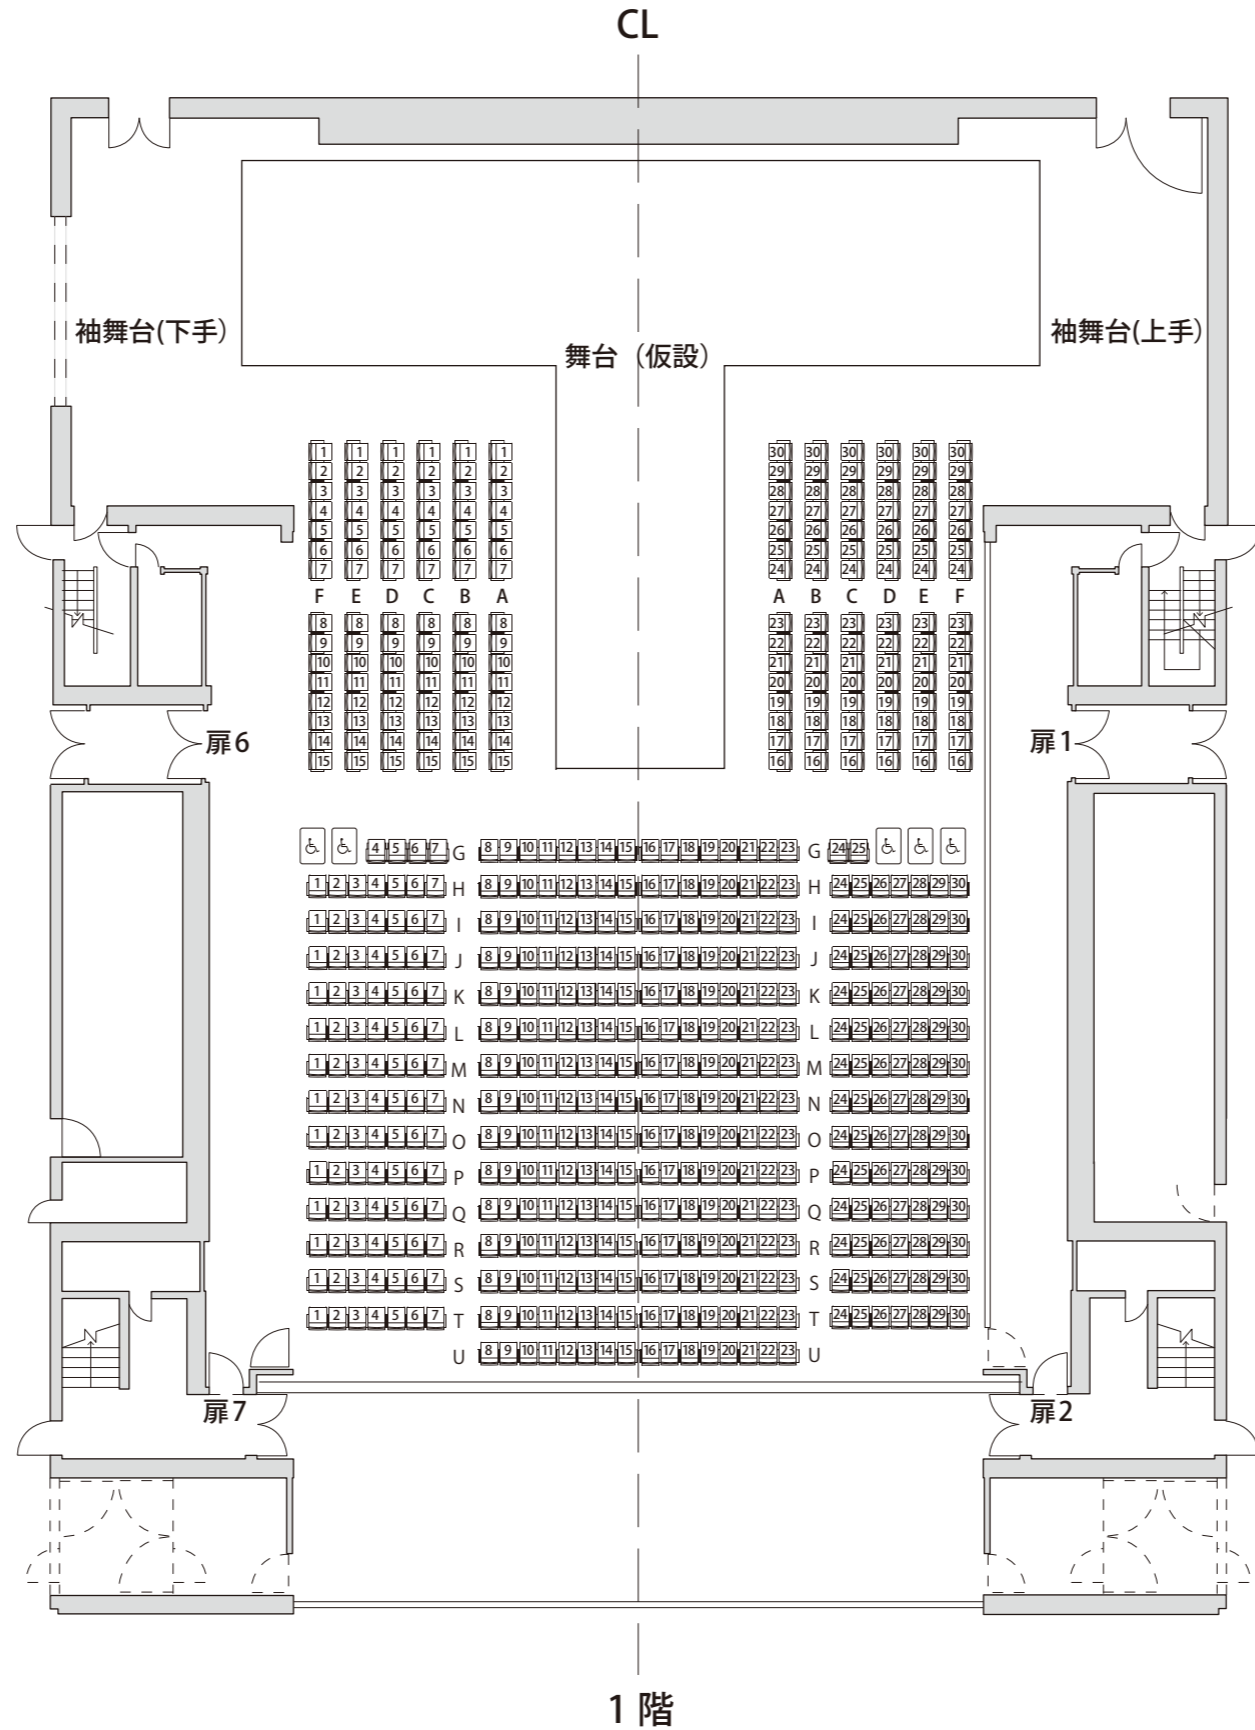 CL
袖舞台(下手）
舞台（仮設）
袖舞台(上手）
1 1 1 1 1 1 30 30 30 30 30 30
2 2 2 2 2 2 29 29 29 29 29 29
3 3 3 3 3 3 28 28 28 28 28 28
4 4 4 4 4 4 27 27 27 27 27 27
5 5 5 5 5 5 26 26 26 26 26 26
6 6 6 6 6 6 25 25 25 25 25 25
7 7 7 7 7 7 24 24 24 24 24 24
F E D C B A A B C D E F
8 8 8 8 8 8 23 23 23 23 23 23
9 9 9 9 9 9 22 22 22 22 22 22
10 10 10 10 10 10 21 21 21 21 21 21
11 11 11 11 11 11 20 20 20 20 20 20
12 12 12 12 12 12 19 19 19 19 19 19
13 13 13 13 13 13 18 18 18 18 18 18
扉6
扉1
14 14 14 14 14 14 17 17 17 17 17 17
15 15 15 15 15 15 16 16 16 16 16 16
4 5 6 7 G 8 9 10 11 12 13 14 15 16 17 18 19 20 21 22 23 G 24 25
1 2 3 4 5 6 7 H 8 9 10 11 12 13 14 15 16 17 18 19 20 21 22 23 H 24 25 26 27 28 29 30
1 2 3 4 5 6 7 I 8 9 10 11 12 13 14 15 16 17 18 19 20 21 22 23 I 24 25 26 27 28 29 30
1 2 3 4 5 6 7 J 8 9 10 11 12 13 14 15 16 17 18 19 20 21 22 23 J 24 25 26 27 28 29 30
1 2 3 4 5 6 7 K 8 9 10 11 12 13 14 15 16 17 18 19 20 21 22 23 K 24 25 26 27 28 29 30
1 2 3 4 5 6 7 L 8 9 10 11 12 13 14 15 16 17 18 19 20 21 22 23 L 24 25 26 27 28 29 30
1 2 3 4 5 6 7 M 8 9 10 11 12 13 14 15 16 17 18 19 20 21 22 23 M 24 25 26 27 28 29 30
1 2 3 4 5 6 7 N 8 9 10 11 12 13 14 15 16 17 18 19 20 21 22 23 N 24 25 26 27 28 29 30
1 2 3 4 5 6 7 O 8 9 10 11 12 13 14 15 16 17 18 19 20 21 22 23 O 24 25 26 27 28 29 30
1 2 3 4 5 6 7 P 8 9 10 11 12 13 14 15 16 17 18 19 20 21 22 23 P 24 25 26 27 28 29 30
1 2 3 4 5 6 7 Q 8 9 10 11 12 13 14 15 16 17 18 19 20 21 22 23 Q 24 25 26 27 28 29 30
1 2 3 4 5 6 7 R 8 9 10 11 12 13 14 15 16 17 18 19 20 21 22 23 R 24 25 26 27 28 29 30
1 2 3 4 5 6 7 S 8 9 10 11 12 13 14 15 16 17 18 19 20 21 22 23 S 24 25 26 27 28 29 30
1 2 3 4 5 6 7 T 8 9 10 11 12 13 14 15 16 17 18 19 20 21 22 23 T 24 25 26 27 28 29 30
U 8 9 10 11 12 13 14 15 16 17 18 19 20 21 22 23 U
扉7
扉2
1 階